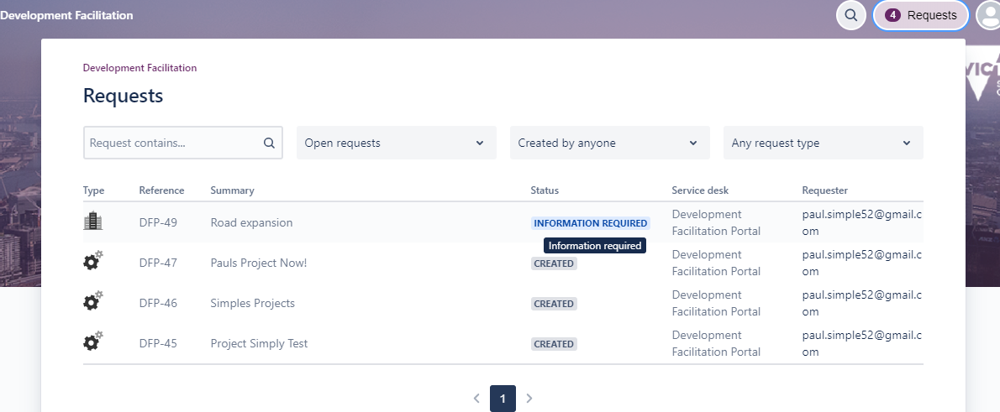 Development Facilitation
4 Requests
Development Facilitation
Requests
Request contains...
Open requests
Created by anyone
Any request type
Type Reference Summary Status Service desk Requester
DFP-49 Road expansion INFORMATION REQUIRED Development Facilitation Portal paul.simple52@gmail.com
Information required
DFP-47 Pauls Project Now! CREATED Development Facilitation Portal paul.simple52@gmail.com
DFP-46 Simples Projects CREATED Development Facilitation Portal paul.simple52@gmail.com
DFP-45 Project Simply Test CREATED Development Facilitation Portal paul.simple52@gmail.com
1